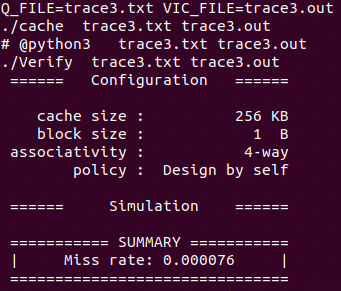 Q_FILE=trace3.txt VIC_FILE=trace3.out
./cache trace3.txt trace3.out
# @python3 trace3.txt trace3.out
./Verify trace3.txt trace3.out
====== Configuration ======
cache size : 256 KB
block size : 1 B
associativity : 4-way
policy : Design by self
====== Simulation ======
=========== SUMMARY ===========
| Miss rate: 0.000076 |
===============================